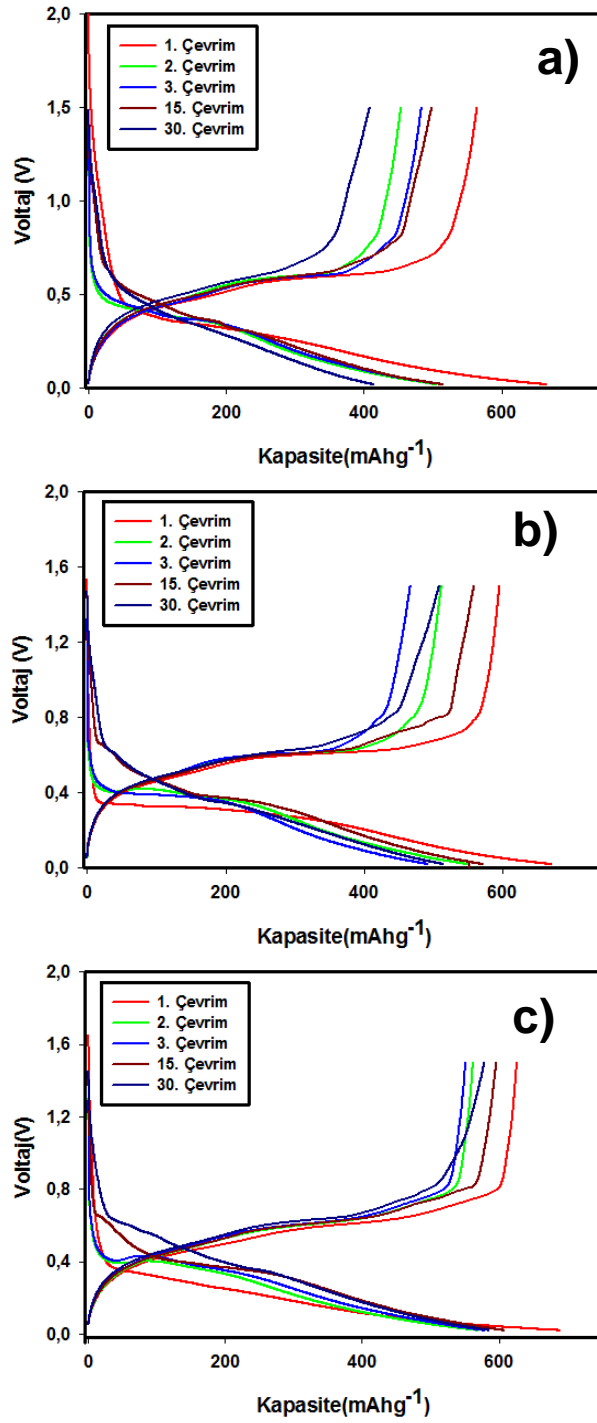 a)
2,0
1,5
1,0
0,5
0,0
Voltaj (V)
1. Çevrim
2. Çevrim
3. Çevrim
15. Çevrim
30. Çevrim
0 200 400 600
Kapasite(mAhg-1)
b)
2,0
1,6
1,2
0,8
0,4
0,0
Voltaj (V)
1. Çevrim
2. Çevrim
3. Çevrim
15. Çevrim
30. Çevrim
0 200 400 600
Kapasite(mAhg-1)
c)
2,0
1,6
1,2
0,8
0,4
0,0
Voltaj(V)
1. Çevrim
2. Çevrim
3. Çevrim
15. Çevrim
30. Çevrim
0 200 400 600
Kapasite(mAhg-1)